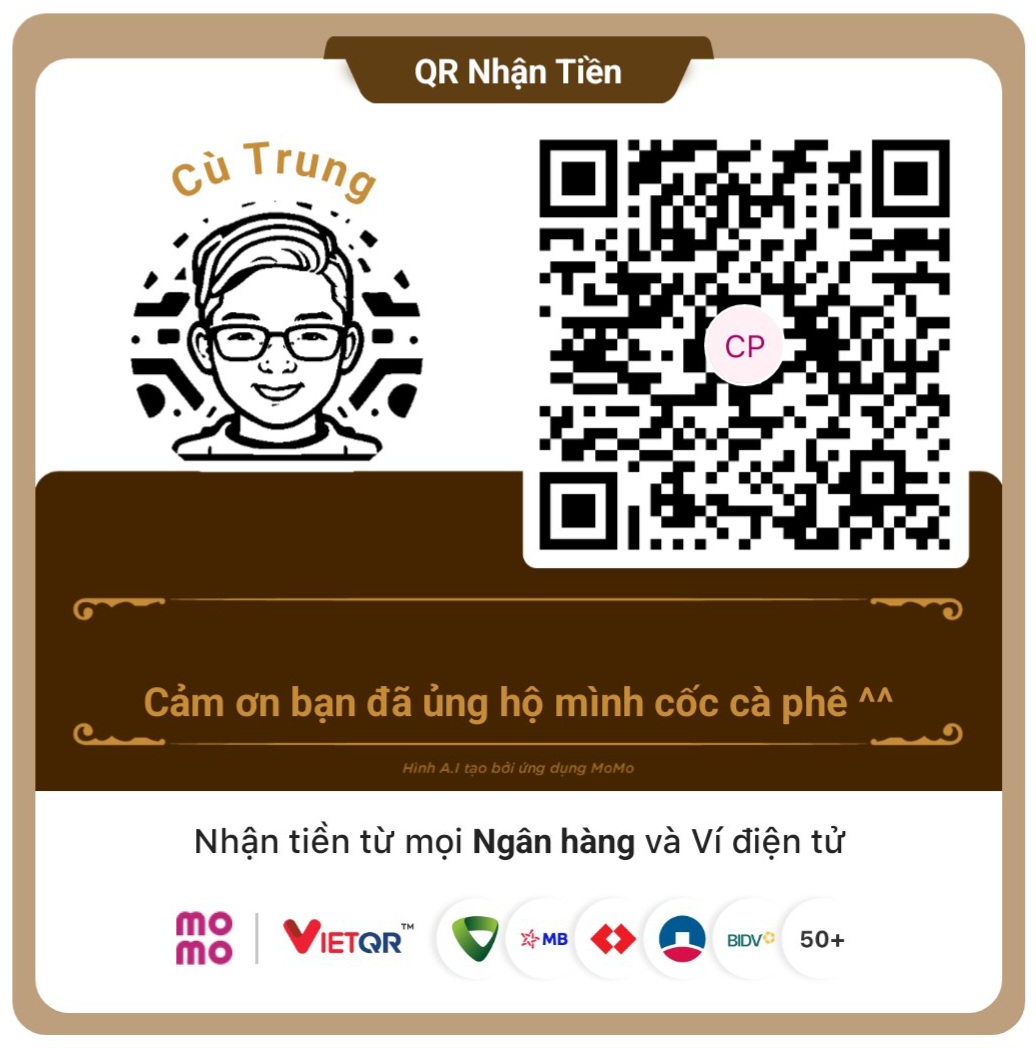 QR Nhận Tiền
Cù Trung
CP
Cảm ơn bạn đã ủng hộ mình cốc cà phê ^^
Hình A.I tạo bởi ứng dụng MoMo
Nhận tiền từ mọi Ngân hàng và Ví điện tử
mo
mo
VIETQR™
MB
BIDV
50+